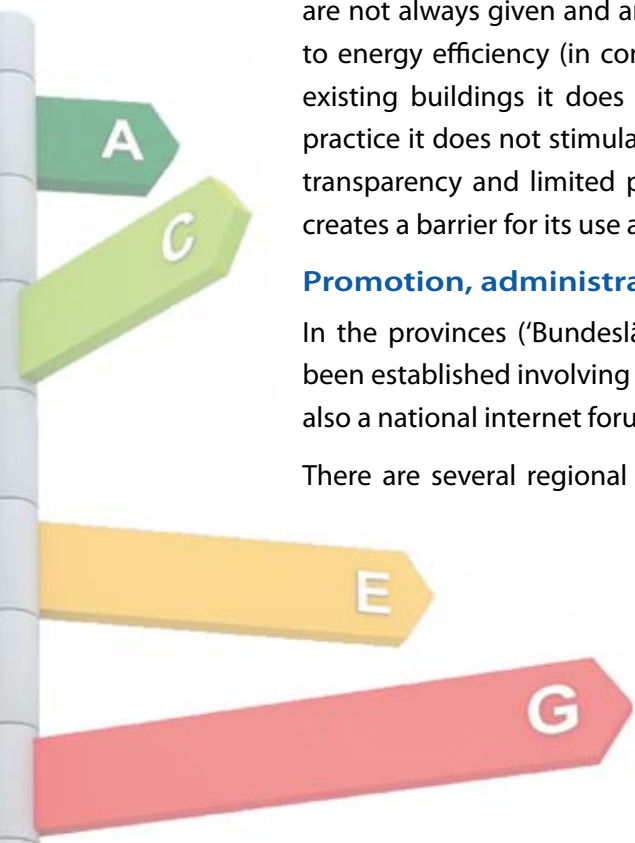 are not always given and a
to energy efficiency (in co
existing buildings it does
practice it does not stimula
transparency and limited p
creates a barrier for its use a
Promotion, administra
In the provinces (‘Bundeslä
been established involving
also a national internet foru
There are several regional
A
C
E
G